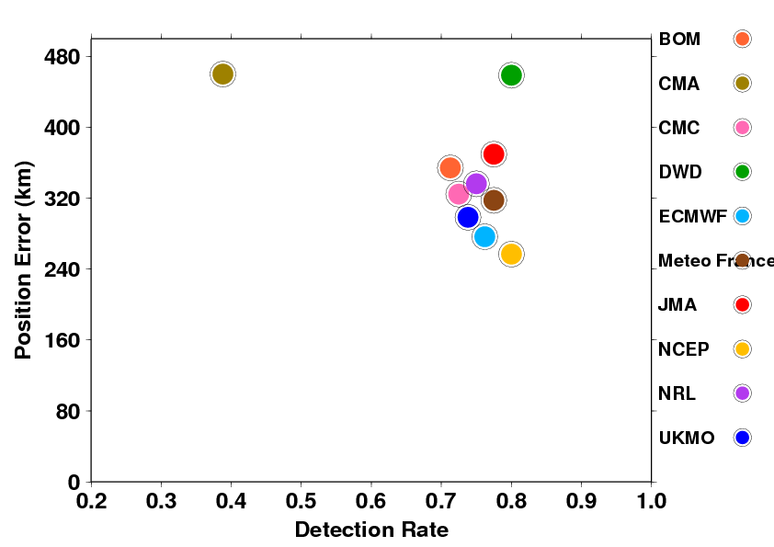 480
400
320
240
160
80
0
Position Error (km)
0.2 0.3 0.4 0.5 0.6 0.7 0.8 0.9 1.0
Detection Rate
BOM
CMA
CMC
DWD
ECMWF
Meteo France
JMA
NCEP
NRL
UKMO